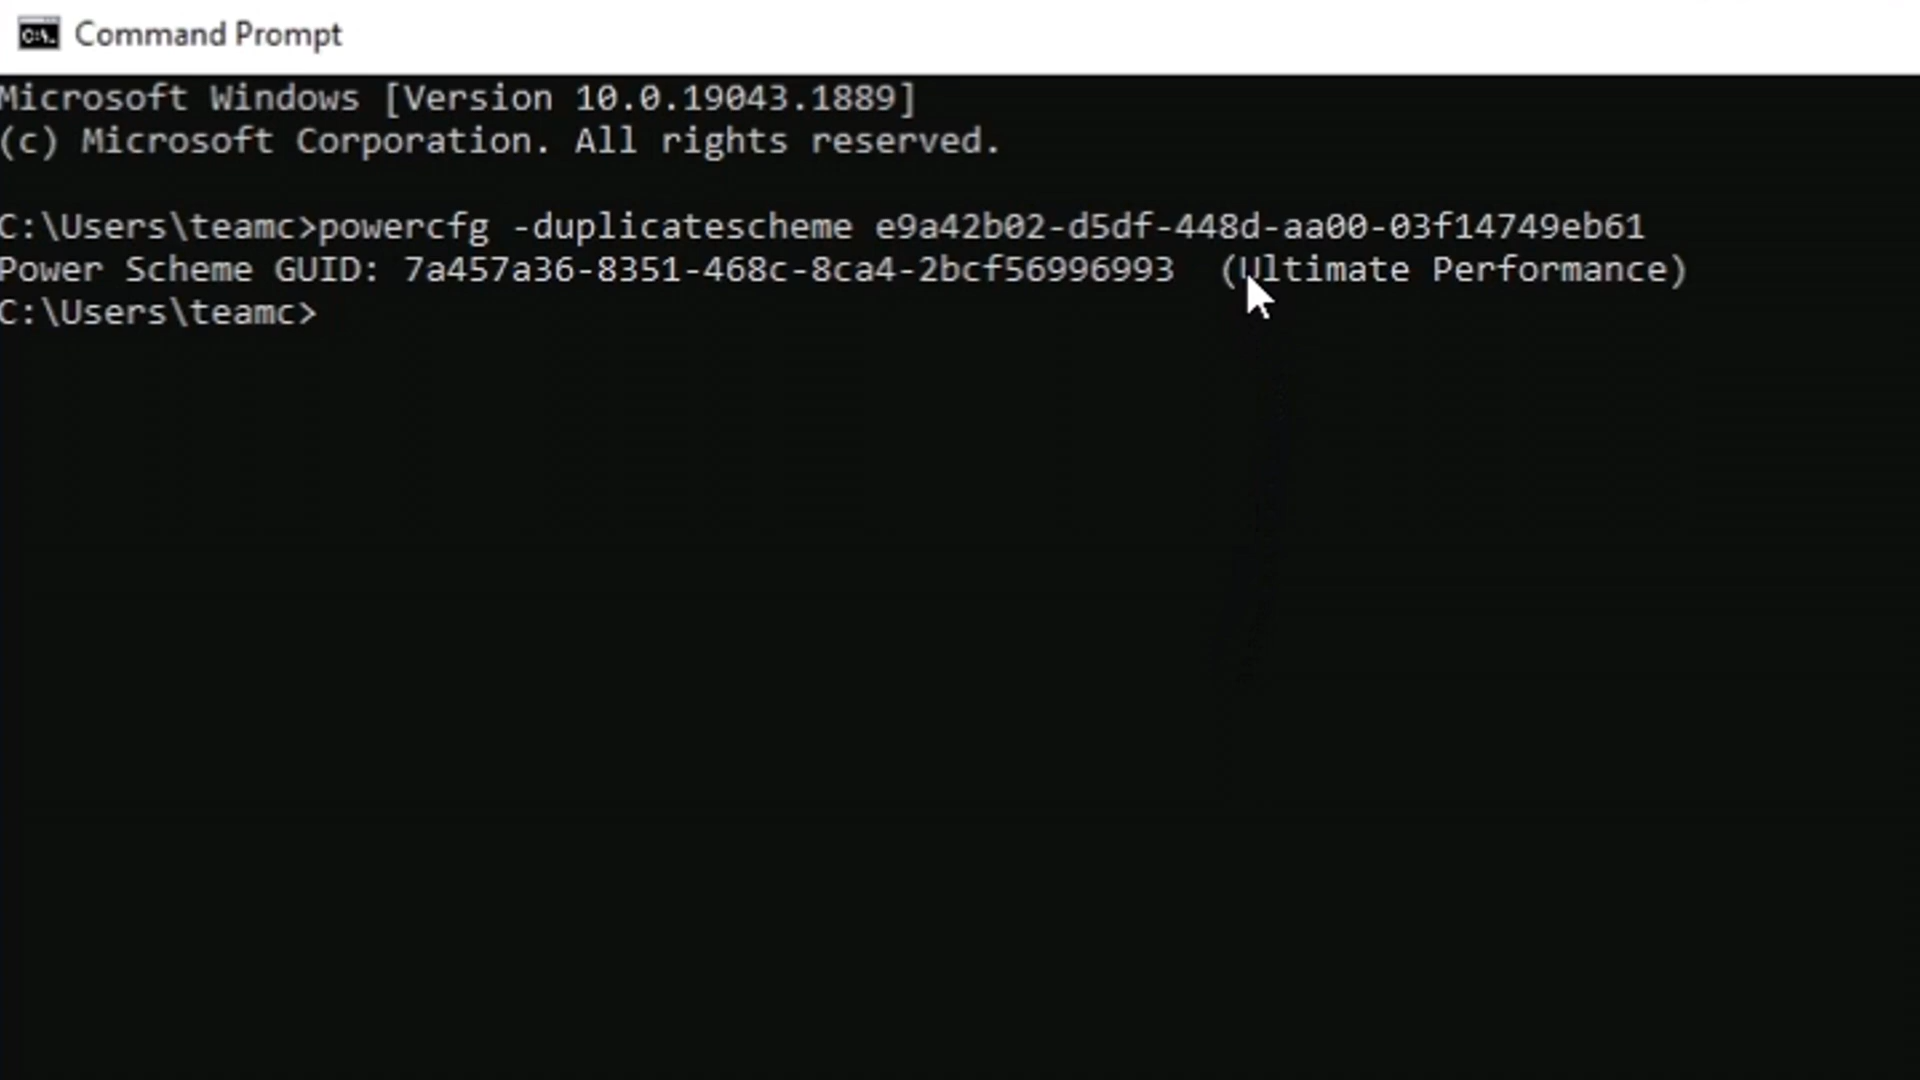 Command Prompt
Microsoft Windows [Version 10.0.19043.1889]
(c) Microsoft Corporation. All rights reserved.
C:\Users\teamc>powercfg -duplicatescheme e9a42b02-d5df-448d-aa00-03f14749eb61
Power Scheme GUID: 7a457a36-8351-468c-8ca4-2bcf56996993  (Ultimate Performance)
C:\Users\teamc>